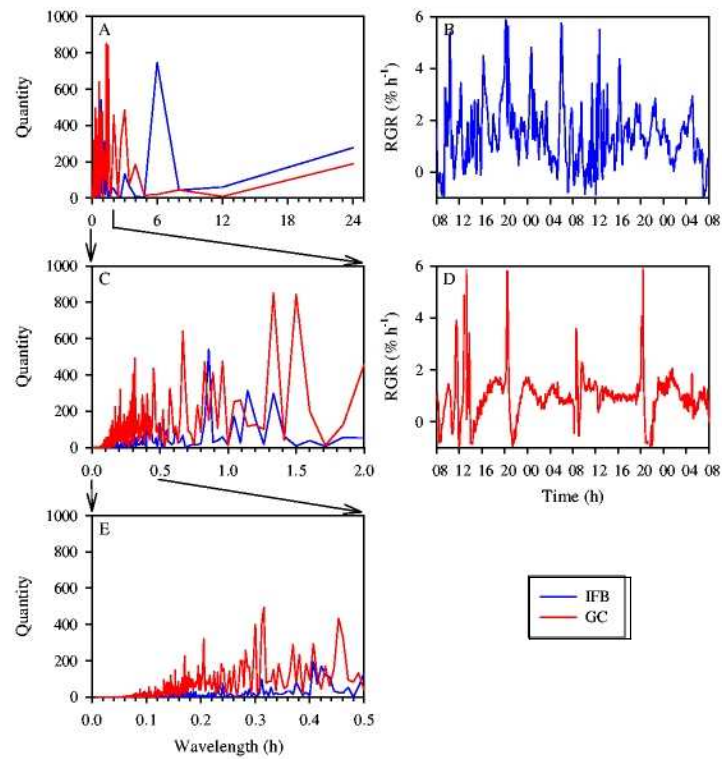 A
1000
800
600
400
200
0
Quantity
0 6 12 18 24
B
6
4
2
0
RGR (% h⁻¹)
08 12 16 20 00 04 08 12 16 20 00 04 08
C
1000
800
600
400
200
0
Quantity
0.0 0.5 1.0 1.5 2.0
D
6
4
2
0
RGR (% h⁻¹)
08 12 16 20 00 04 08 12 16 20 00 04 08
Time (h)
E
1000
800
600
400
200
0
Quantity
0.0 0.1 0.2 0.3 0.4 0.5
Wavelength (h)
IFB
GC